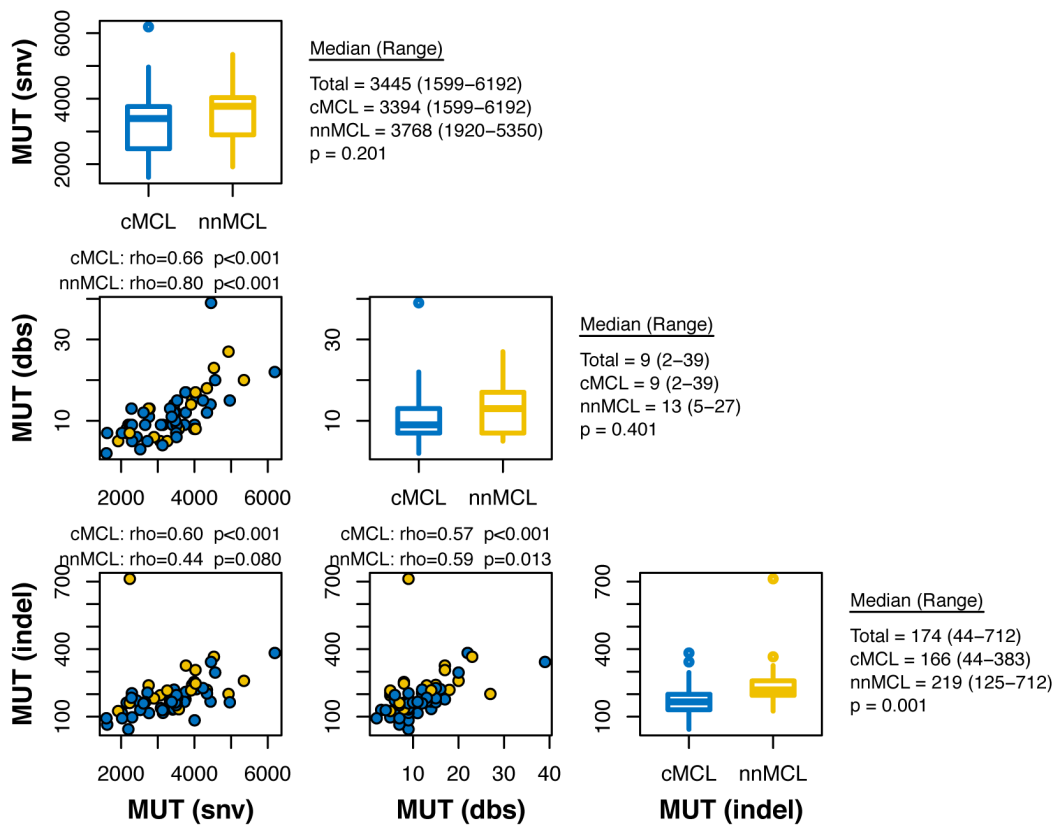 MUT (snv)
6000
4000
2000
cMCL nnMCL
Median (Range)
Total = 3445 (1599−6192)
cMCL = 3394 (1599−6192)
nnMCL = 3768 (1920−5350)
p = 0.201
cMCL: rho=0.66 p<0.001
nnMCL: rho=0.80 p<0.001
MUT (dbs)
30
10
2000 4000 6000
cMCL nnMCL
Median (Range)
Total = 9 (2−39)
cMCL = 9 (2−39)
nnMCL = 13 (5−27)
p = 0.401
cMCL: rho=0.60 p<0.001
nnMCL: rho=0.44 p=0.080
cMCL: rho=0.57 p<0.001
nnMCL: rho=0.59 p=0.013
MUT (indel)
700
400
100
2000 4000 6000
MUT (snv)
700
400
100
10 20 30 40
MUT (dbs)
700
400
100
cMCL nnMCL
MUT (indel)
Median (Range)
Total = 174 (44−712)
cMCL = 166 (44−383)
nnMCL = 219 (125−712)
p = 0.001